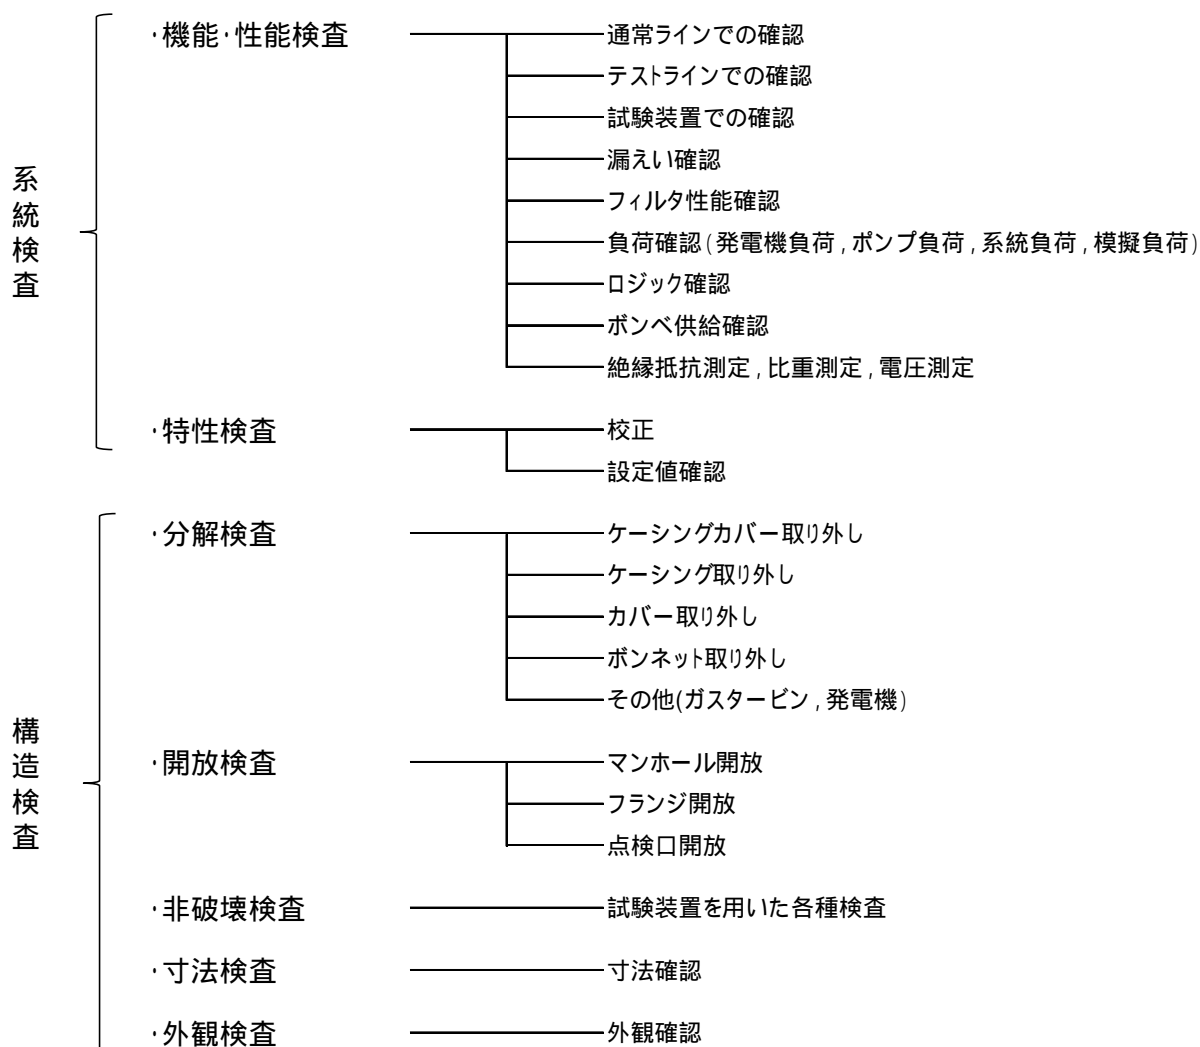 系統検査
・機能・性能検査
通常ラインでの確認
テストラインでの確認
試験装置での確認
漏えい確認
フィルタ性能確認
負荷確認(発電機負荷,ポンプ負荷,系統負荷,模擬負荷)
ロジック確認
ボンベ供給確認
絶縁抵抗測定,比重測定,電圧測定
・特性検査
校正
設定値確認
構造検査
・分解検査
ケーシングカバー取り外し
ケーシング取り外し
カバー取り外し
ボンネット取り外し
その他(ガスタービン,発電機)
・開放検査
マンホール開放
フランジ開放
点検口開放
・非破壊検査
試験装置を用いた各種検査
・寸法検査
寸法確認
・外観検査
外観確認